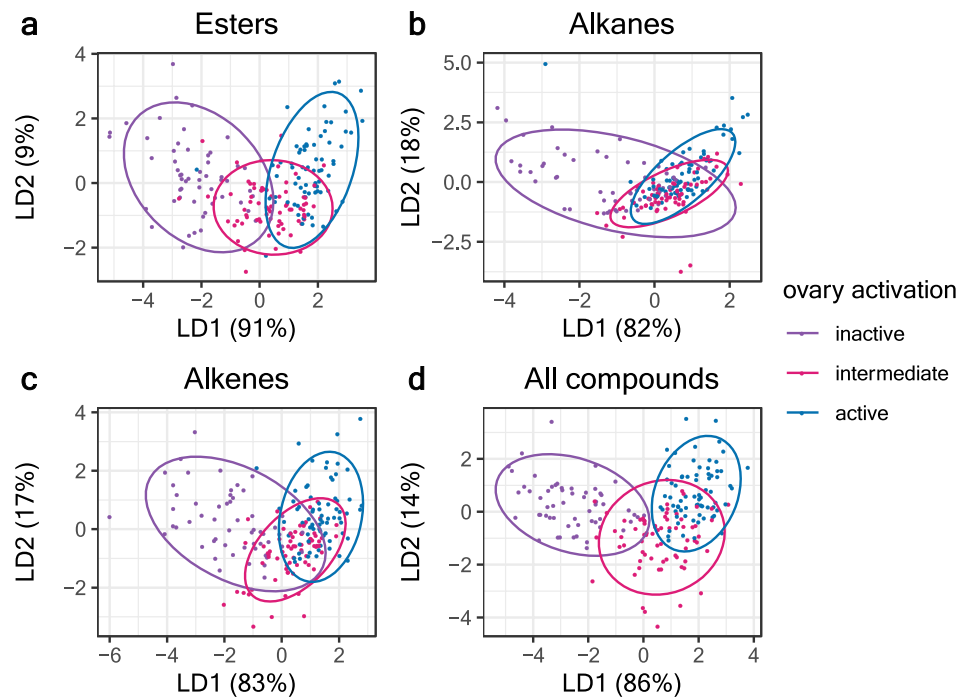 a
Esters
4
2
0
−2
LD2 (9%)
−4
−2
0
2
LD1 (91%)
b
Alkanes
5.0
2.5
0.0
−2.5
LD2 (18%)
−4
−2
0
2
LD1 (82%)
ovary activation
inactive
intermediate
active
c
Alkenes
4
2
0
−2
LD2 (17%)
−6
−4
−2
0
2
LD1 (83%)
d
All compounds
2
0
−2
−4
LD2 (14%)
−4
−2
0
2
4
LD1 (86%)